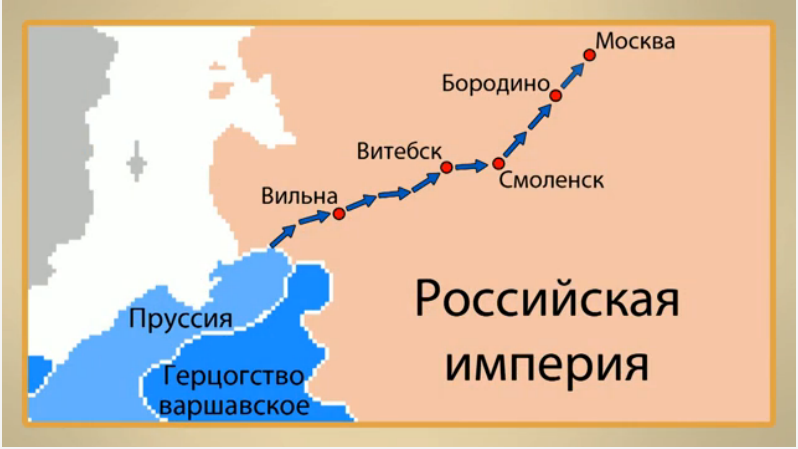 Москва
Бородино
Витебск
Смоленск
Вильна
Российская
империя
Пруссия
Герцогство
варшавское